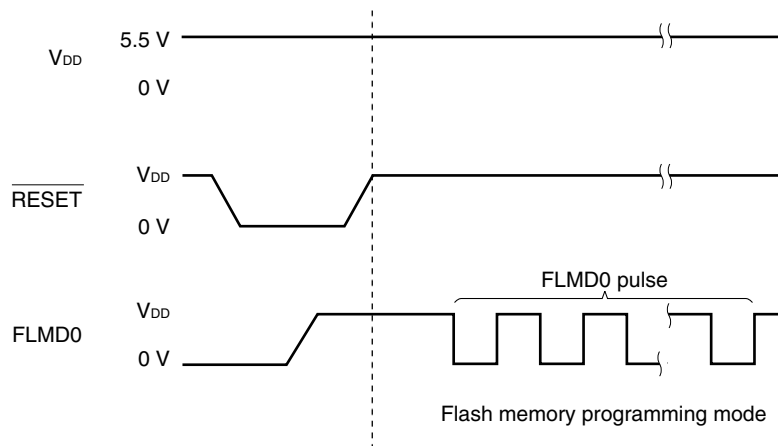 5.5 V
VDD
0 V
VDD
RESET
0 V
FLMD0 pulse
VDD
FLMD0
0 V
Flash memory programming mode